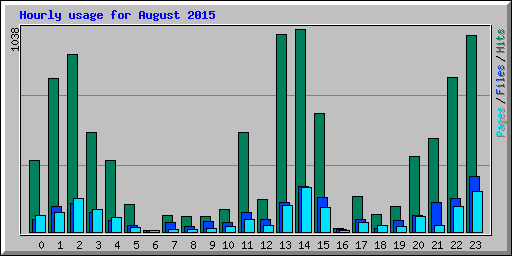 Hourly usage for August 2015
1038
Pages/Files/Hits
0 1 2 3 4 5 6 7 8 9 10 11 12 13 14 15 16 17 18 19 20 21 22 23